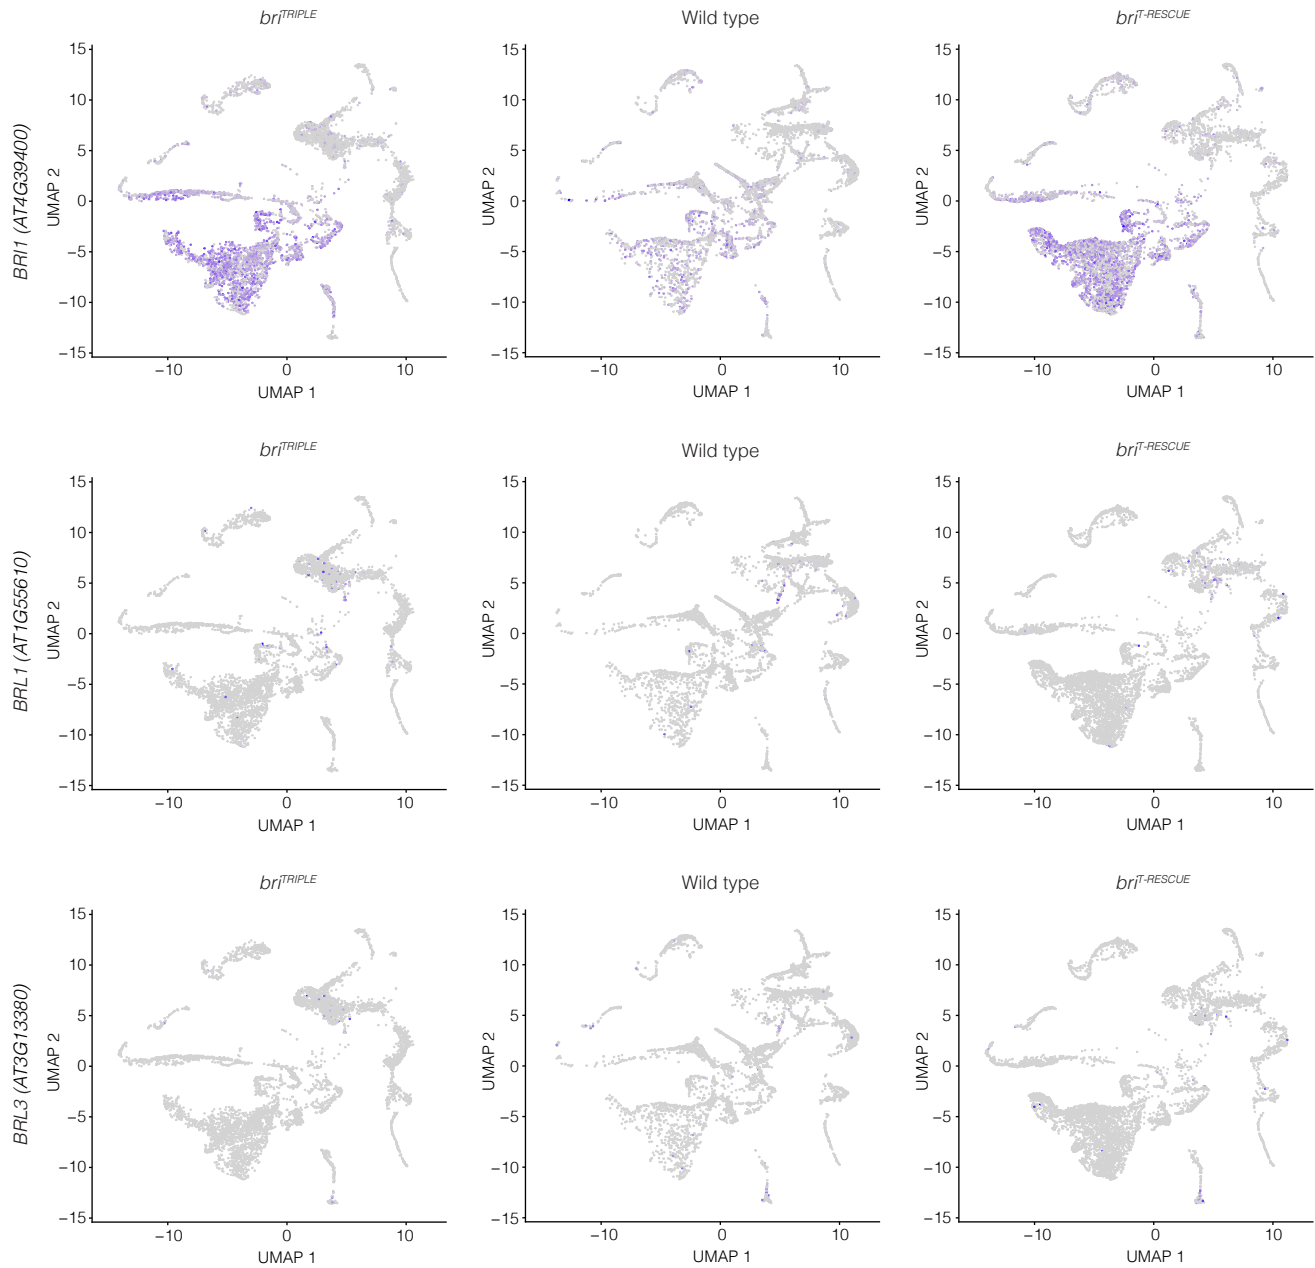 bri^TRIPLE Wild type bri^T-RESCUE
BRI1 (AT4G39400)
UMAP 2 UMAP 2 UMAP 2
15 15 15
10 10 10
5 5 5
0 0 0
−5 −5 −5
−10 −10 −10
−15 −15 −15
−10 0 10 −10 0 10 −10 0 10
UMAP 1 UMAP 1 UMAP 1
bri^TRIPLE Wild type bri^T-RESCUE
BRL1 (AT1G55610)
UMAP 2 UMAP 2 UMAP 2
15 15 15
10 10 10
5 5 5
0 0 0
−5 −5 −5
−10 −10 −10
−15 −15 −15
−10 0 10 −10 0 10 −10 0 10
UMAP 1 UMAP 1 UMAP 1
bri^TRIPLE Wild type bri^T-RESCUE
BRL3 (AT3G13380)
UMAP 2 UMAP 2 UMAP 2
15 15 15
10 10 10
5 5 5
0 0 0
−5 −5 −5
−10 −10 −10
−15 −15 −15
−10 0 10 −10 0 10 −10 0 10
UMAP 1 UMAP 1 UMAP 1